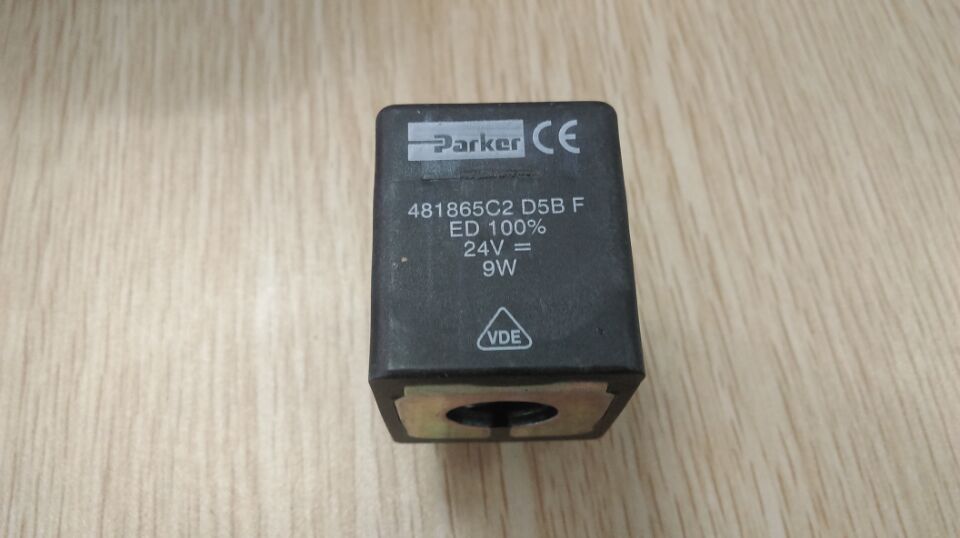 Parker CE
481865C2 D5B F
ED 100%
24V ⎓
9W
VDE